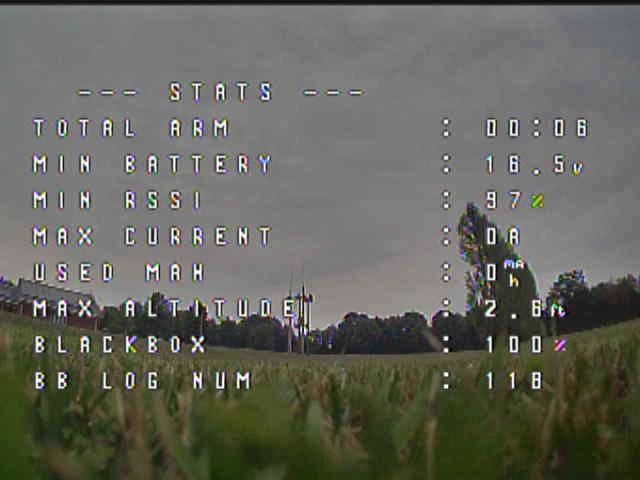 --- STATS ---
TOTAL ARM : 00:06
MIN BATTERY : 16.5V
MIN RSSI : 97%
MAX CURRENT : 0A
USED MAH : 0mAh
MAX ALTITUDE : 2.6ft
BLACKBOX : 100%
BB LOG NUM : 118